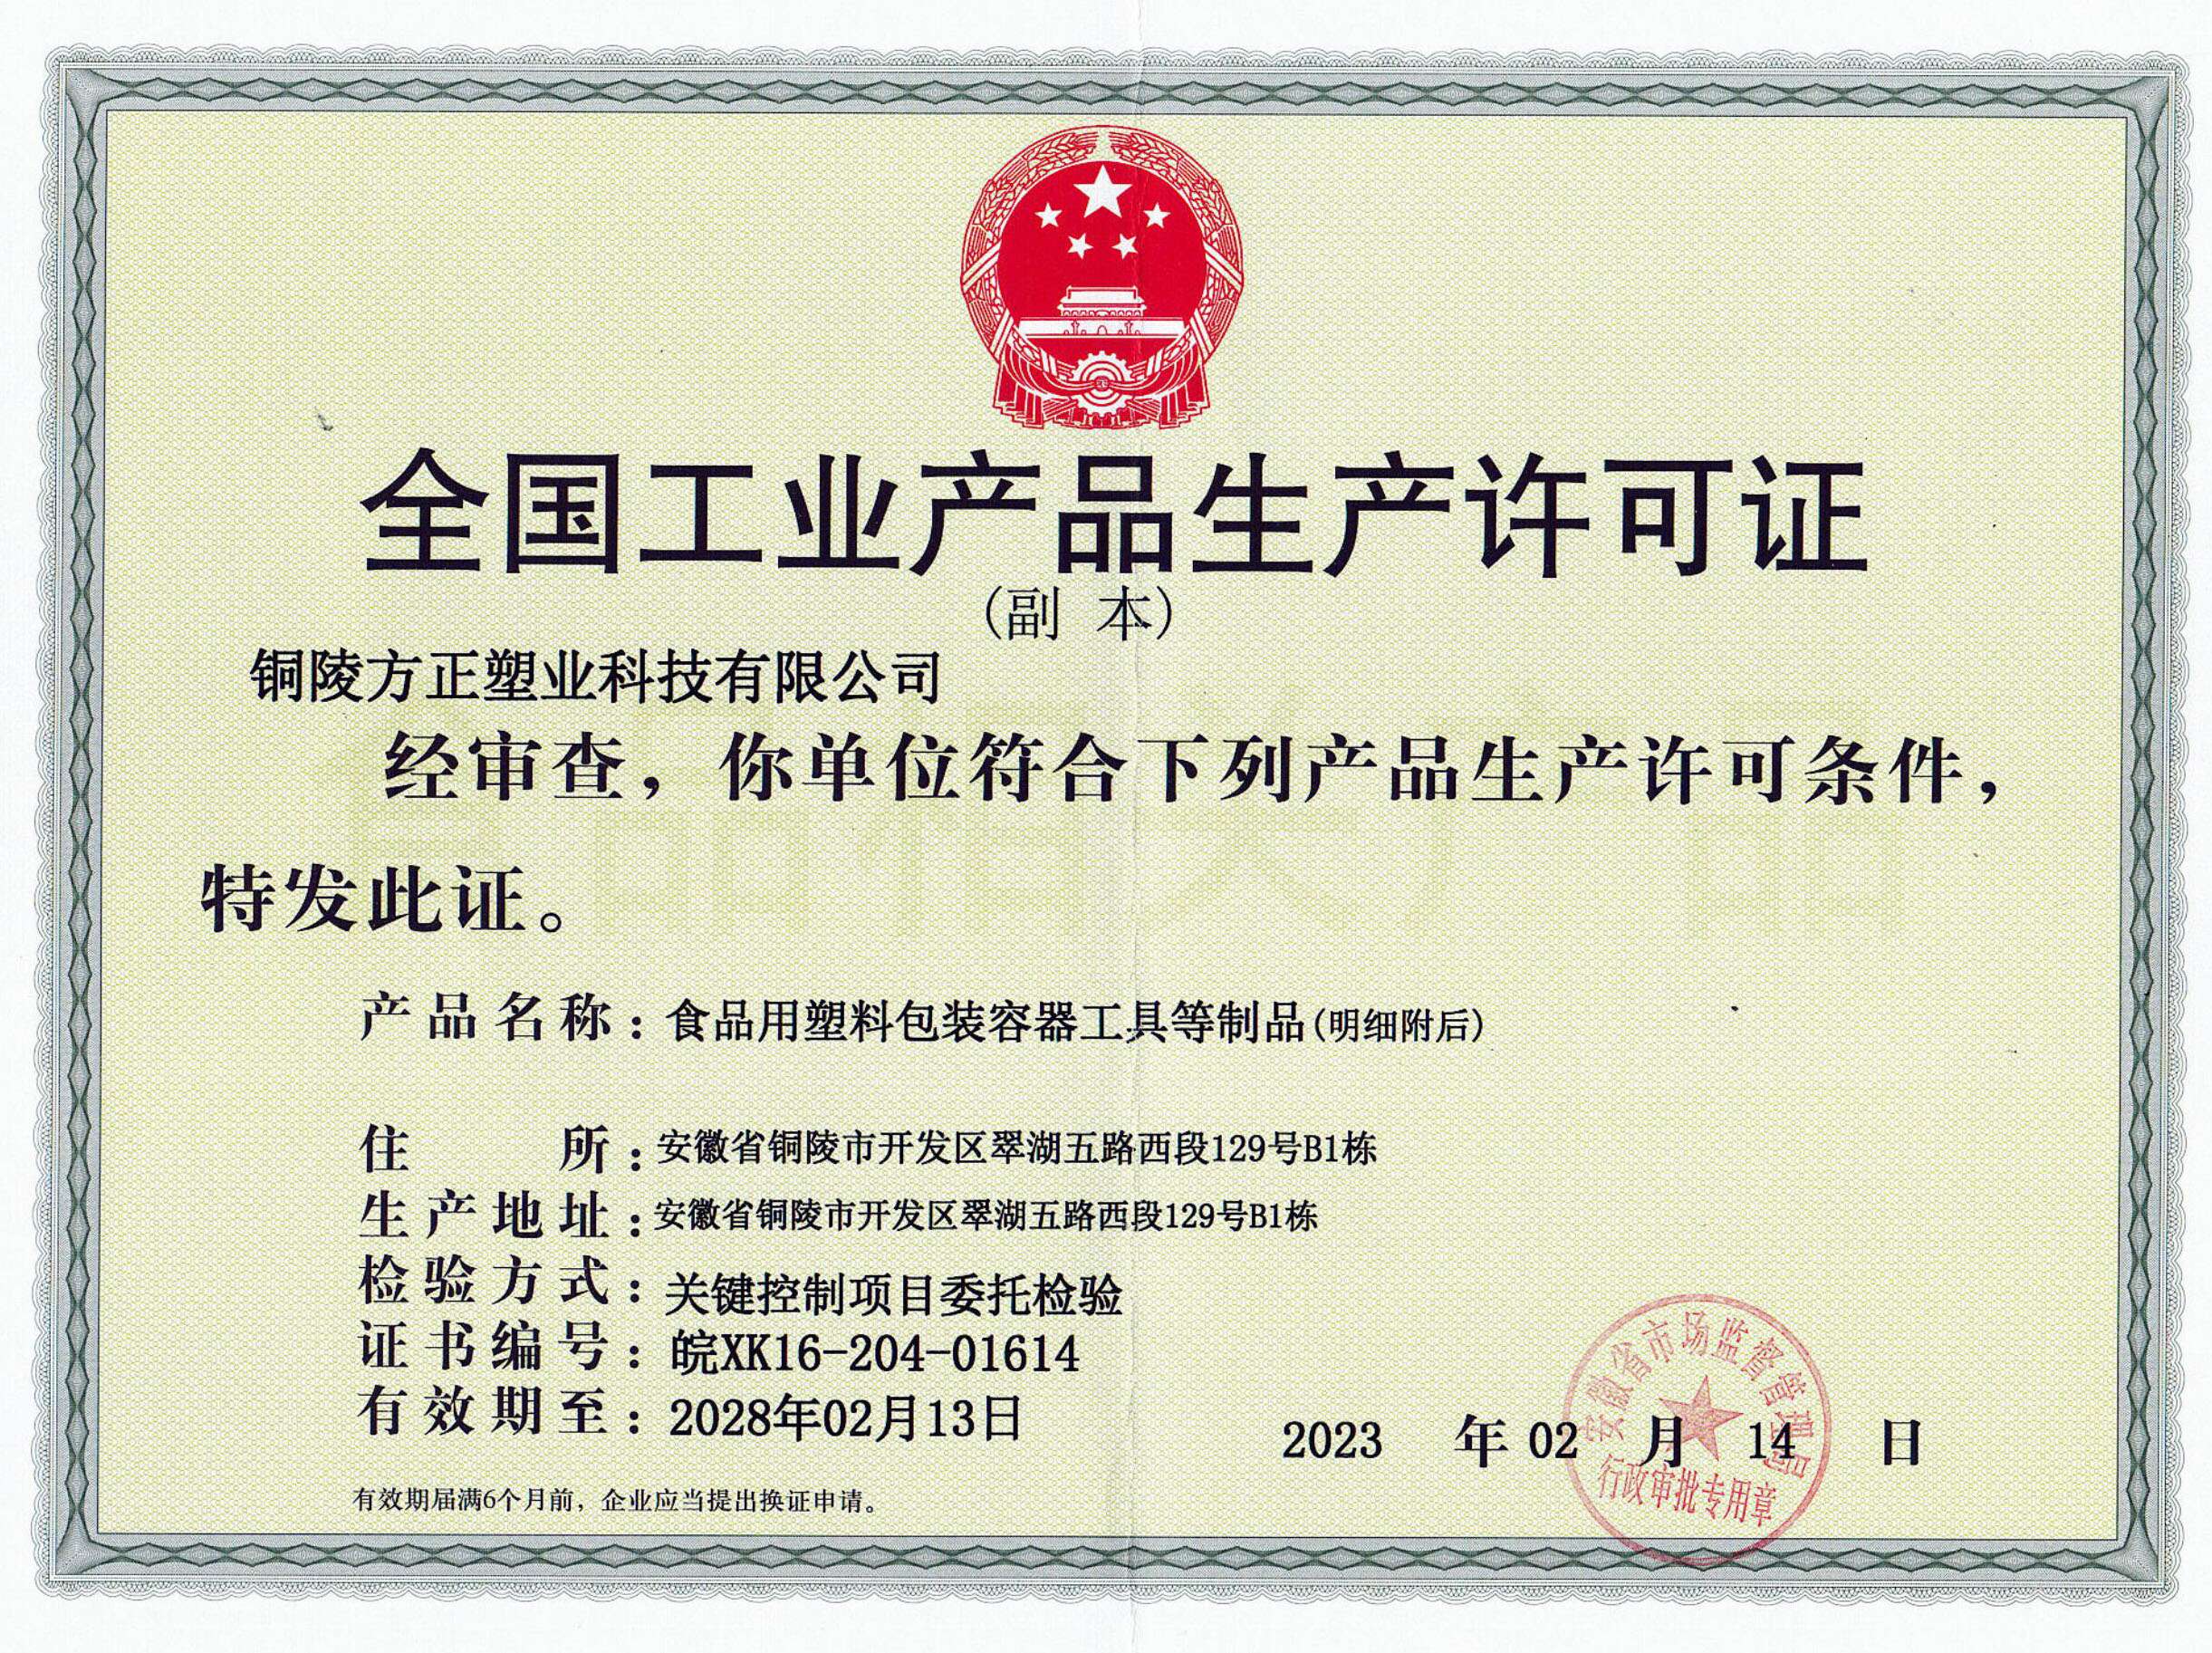 全国工业产品生产许可证
(副 本)
铜陵方正塑业科技有限公司
经审查，你单位符合下列产品生产许可条件，
特发此证。
产品名称：食品用塑料包装容器工具等制品(明细附后)
住 所：安徽省铜陵市开发区翠湖五路西段129号B1栋
生产地址：安徽省铜陵市开发区翠湖五路西段129号B1栋
检验方式：关键控制项目委托检验
证书编号：皖XK16-204-01614
有效期至：2028年02月13日
2023 年 02 月 14 日
安徽省市场监督管理局
行政审批专用章
有效期届满6个月前，企业应当提出换证申请。